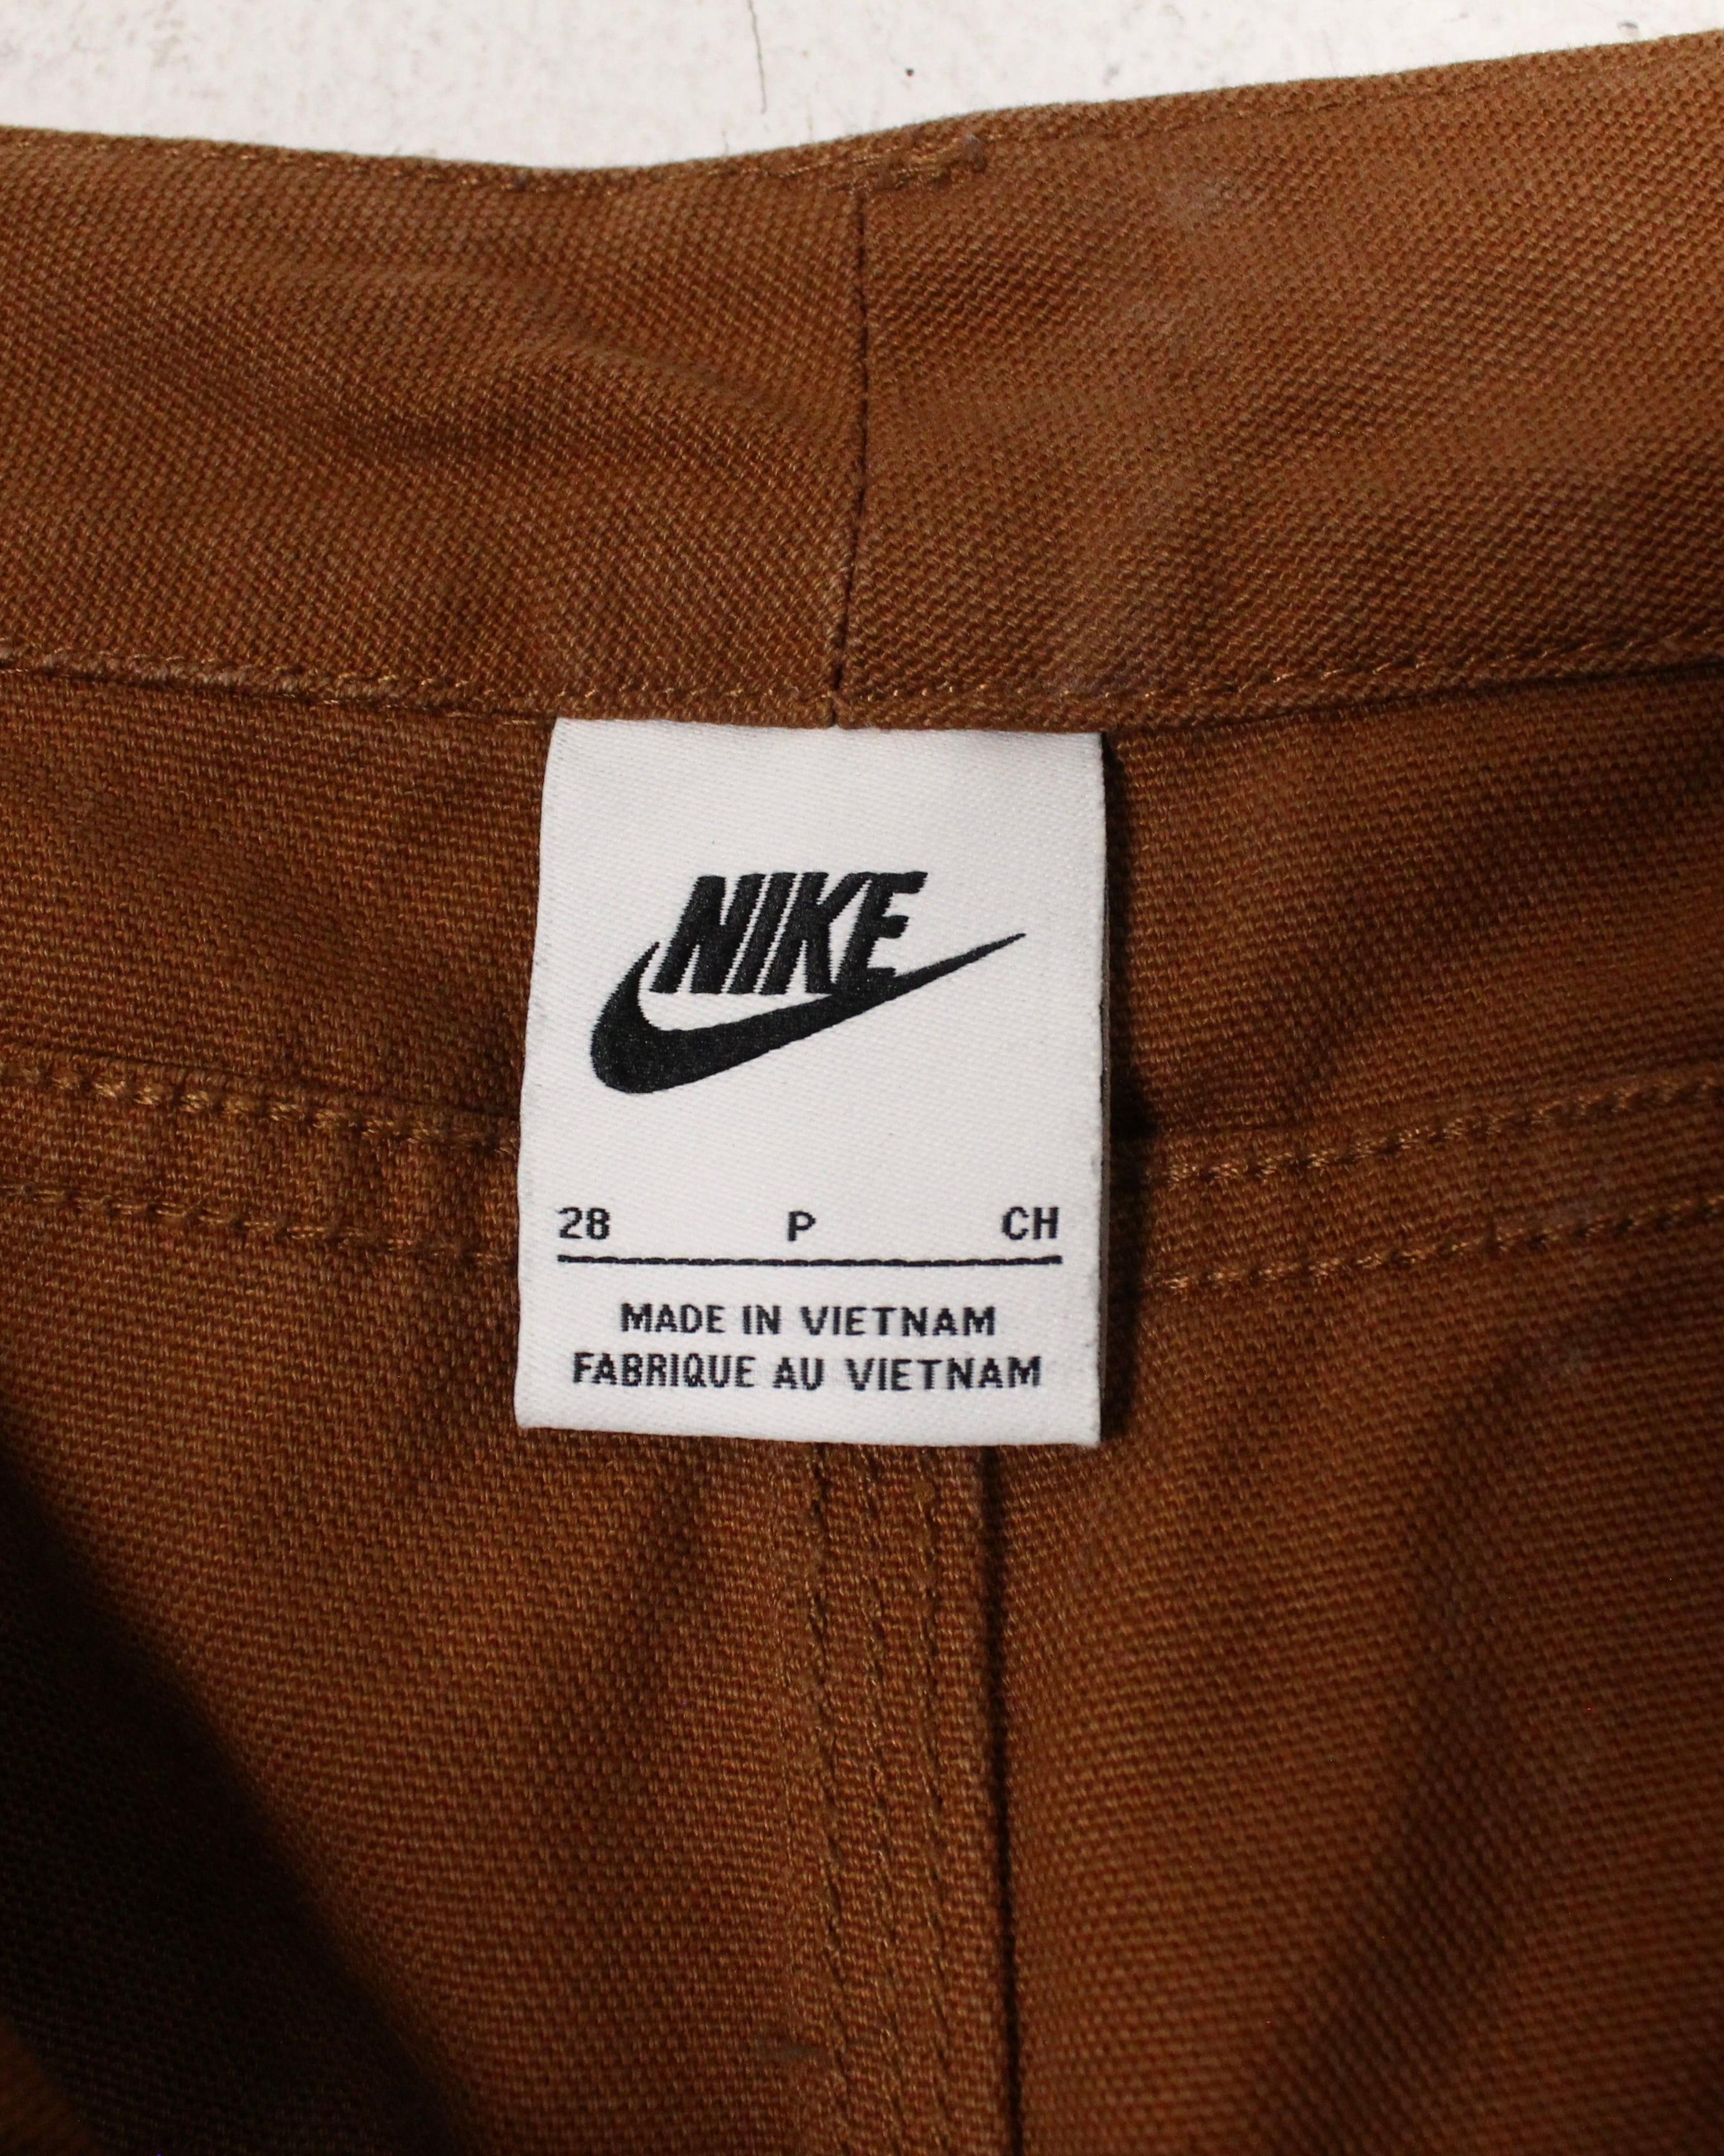 NIKE
28 P CH
MADE IN VIETNAM
FABRIQUE AU VIETNAM